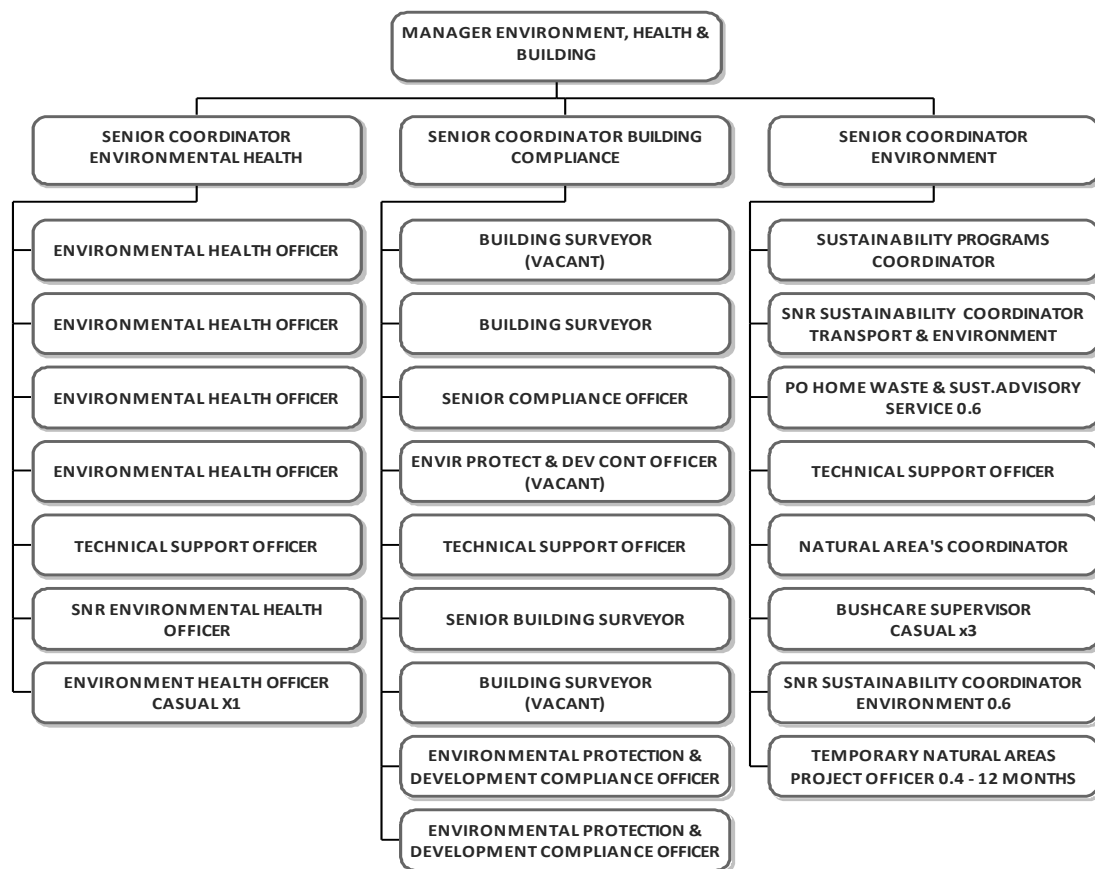 MANAGER ENVIRONMENT, HEALTH &
BUILDING
SENIOR COORDINATOR
ENVIRONMENTAL HEALTH
ENVIRONMENTAL HEALTH OFFICER
ENVIRONMENTAL HEALTH OFFICER
ENVIRONMENTAL HEALTH OFFICER
ENVIRONMENTAL HEALTH OFFICER
TECHNICAL SUPPORT OFFICER
SNR ENVIRONMENTAL HEALTH
OFFICER
ENVIRONMENT HEALTH OFFICER
CASUAL X1
SENIOR COORDINATOR BUILDING
COMPLIANCE
BUILDING SURVEYOR
(VACANT)
BUILDING SURVEYOR
SENIOR COMPLIANCE OFFICER
ENVIR PROTECT & DEV CONT OFFICER
(VACANT)
TECHNICAL SUPPORT OFFICER
SENIOR BUILDING SURVEYOR
BUILDING SURVEYOR
(VACANT)
ENVIRONMENTAL PROTECTION &
DEVELOPMENT COMPLIANCE OFFICER
ENVIRONMENTAL PROTECTION &
DEVELOPMENT COMPLIANCE OFFICER
SENIOR COORDINATOR
ENVIRONMENT
SUSTAINABILITY PROGRAMS
COORDINATOR
SNR SUSTAINABILITY COORDINATOR
TRANSPORT & ENVIRONMENT
PO HOME WASTE & SUST.ADVISORY
SERVICE 0.6
TECHNICAL SUPPORT OFFICER
NATURAL AREA'S COORDINATOR
BUSHCARE SUPERVISOR
CASUAL x3
SNR SUSTAINABILITY COORDINATOR
ENVIRONMENT 0.6
TEMPORARY NATURAL AREAS
PROJECT OFFICER 0.4 - 12 MONTHS